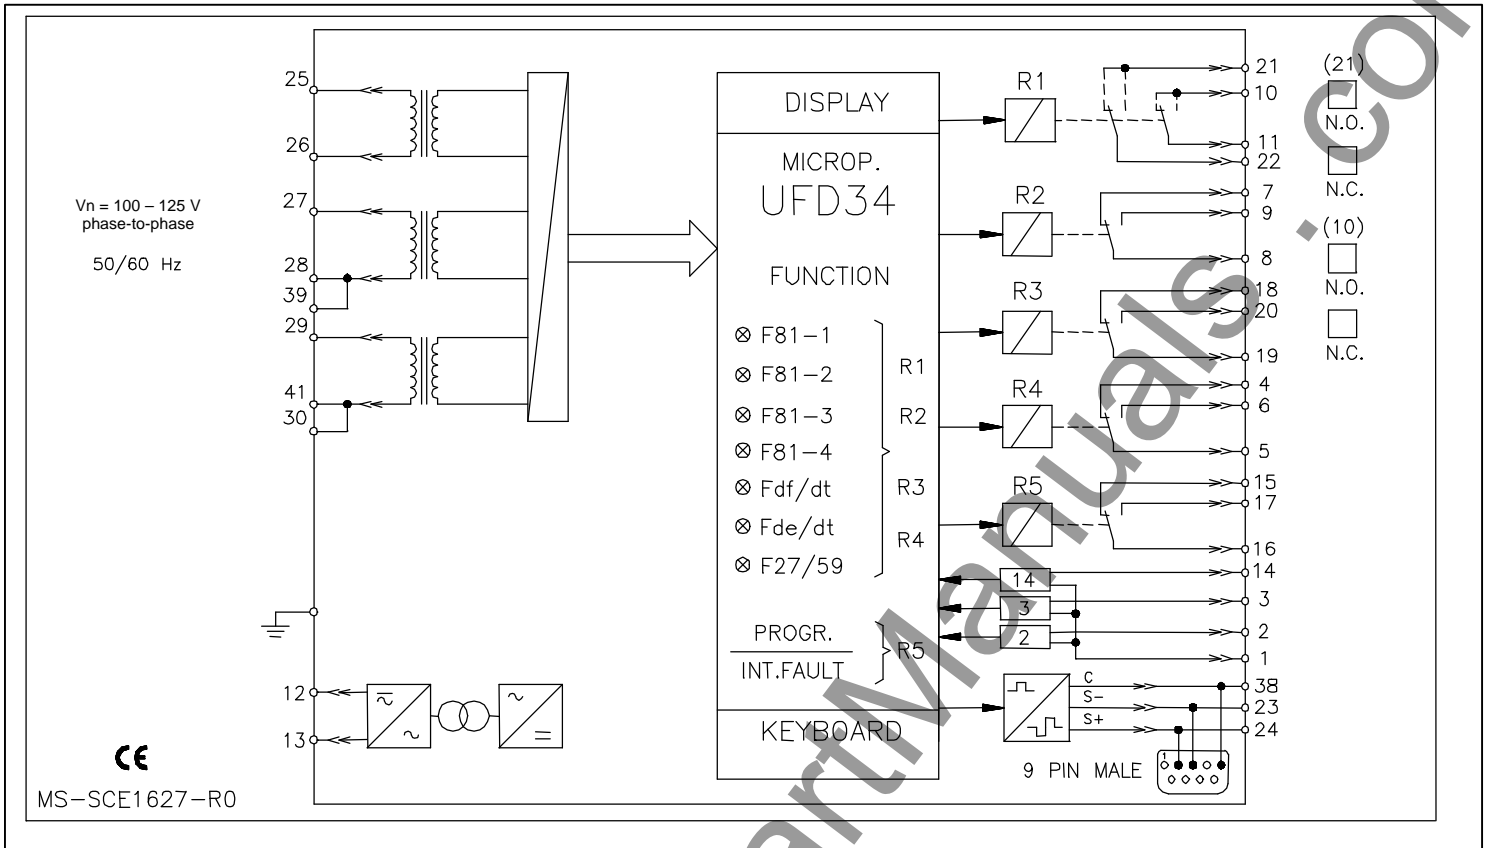 25
26
27
28
39
29
41
30
12
13
Vn = 100 – 125 V
phase-to-phase
50/60 Hz
CE
MS-SCE1627-R0
DISPLAY
MICROP.
UFD34
FUNCTION
F81-1
F81-2
F81-3
F81-4
Fdf/dt
Fde/dt
F27/59
R1
R2
R3
R4
PROGR.
INT.FAULT
R5
KEYBOARD
R1
R2
R3
R4
R5
14
3
2
C
S-
S+
9 PIN MALE
1
21
10
11
22
7
9
8
18
20
19
4
6
5
15
17
16
14
3
2
1
38
23
24
(21)
N.O.
N.C.
(10)
N.O.
N.C.
artManuals.co